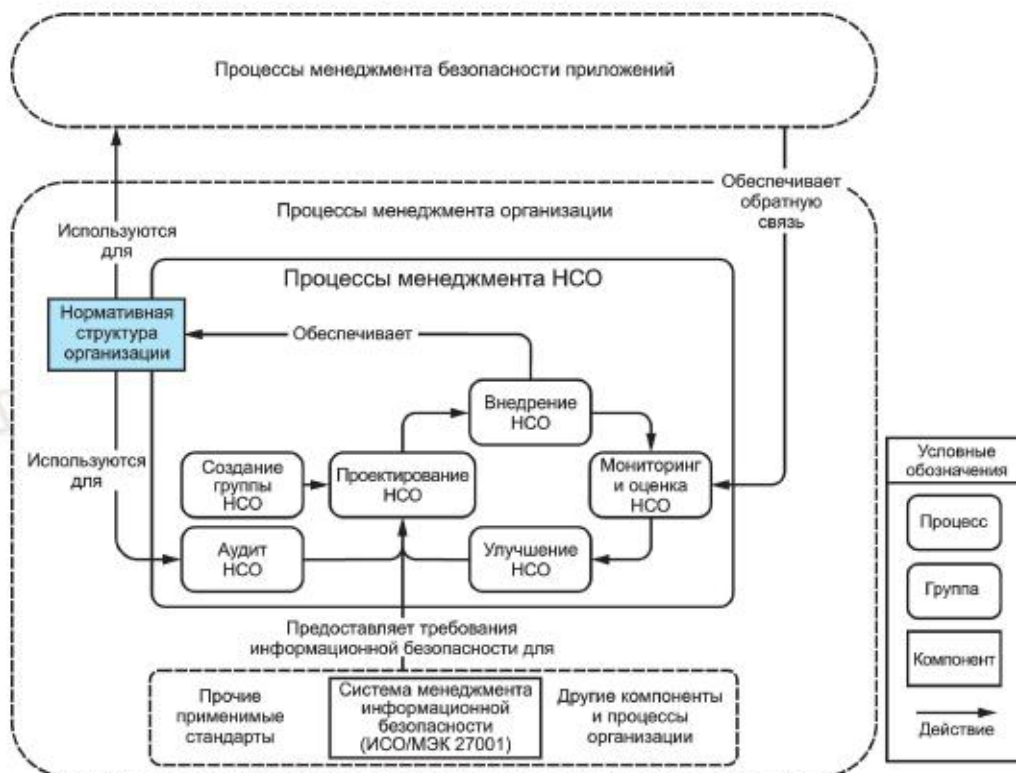 Процессы менеджмента безопасности приложений
Обеспечивает
обратную
связь
Процессы менеджмента организации
Используются
для
Процессы менеджмента НСО
Нормативная
структура
организации
Обеспечивает
Внедрение
НСО
Используются
для
Создание
группы
НСО
Проектирование
НСО
Мониторинг
и оценка
НСО
Аудит
НСО
Улучшение
НСО
Предоставляет требования
информационной безопасности для
Прочие
применимые
стандарты
Система менеджмента
информационной
безопасности
(ИСО/МЭК 27001)
Другие компоненты
и процессы
организации
Условные
обозначения
Процесс
Группа
Компонент
Действие